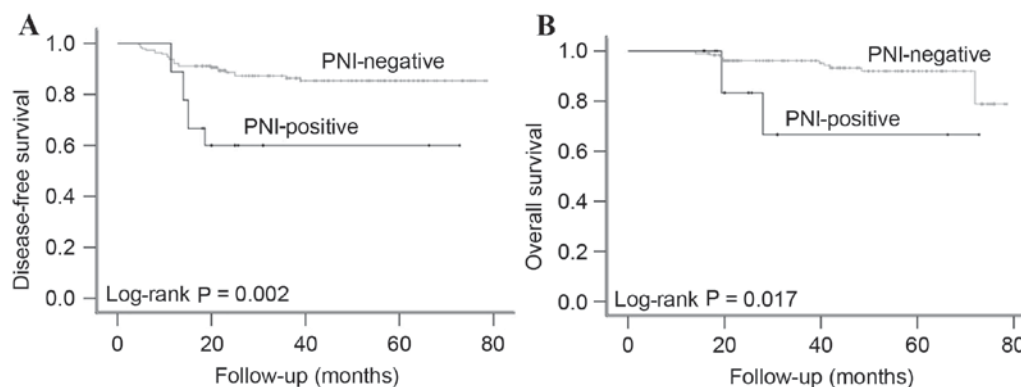 A
Disease-free survival
1.0
0.8
0.6
0.4
0.2
0.0
PNI-negative
PNI-positive
Log-rank P = 0.002
0 20 40 60 80
Follow-up (months)
B
Overall survival
1.0
0.8
0.6
0.4
0.2
0.0
PNI-negative
PNI-positive
Log-rank P = 0.017
0 20 40 60 80
Follow-up (months)